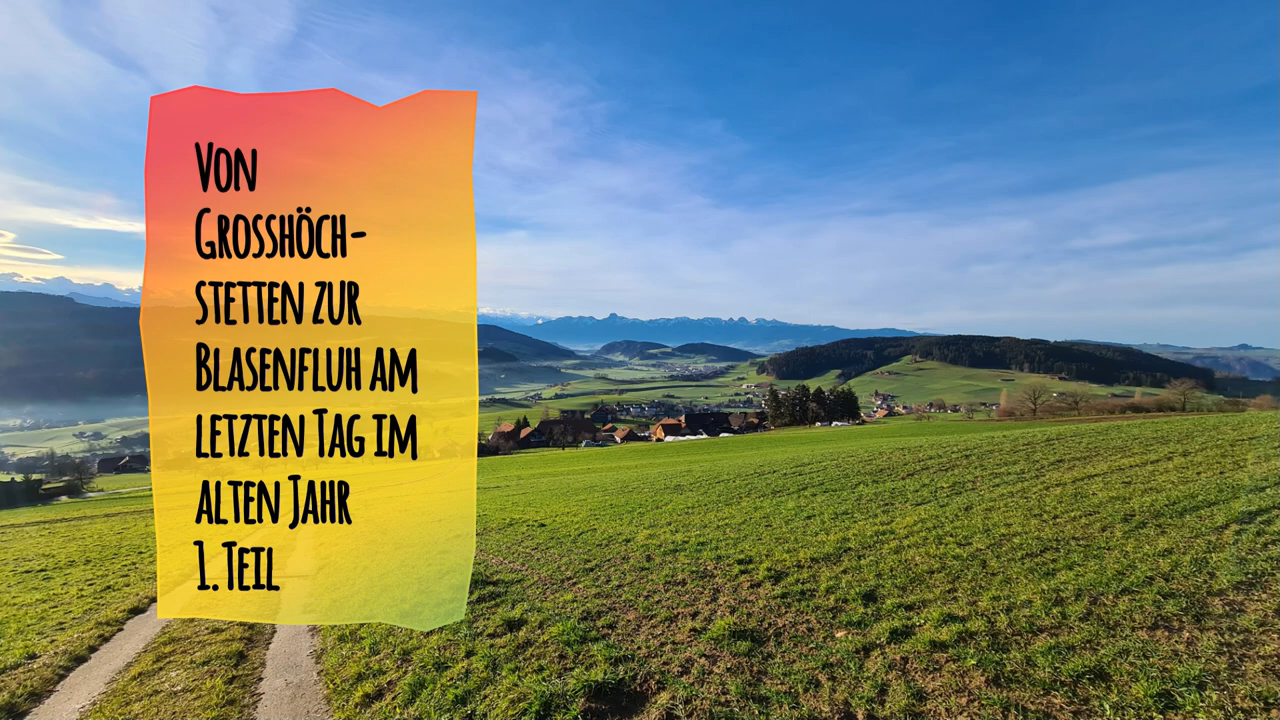 Von
Grosshöch-
stetten zur
Blasenfluh am
letzten Tag im
alten Jahr
1. Teil